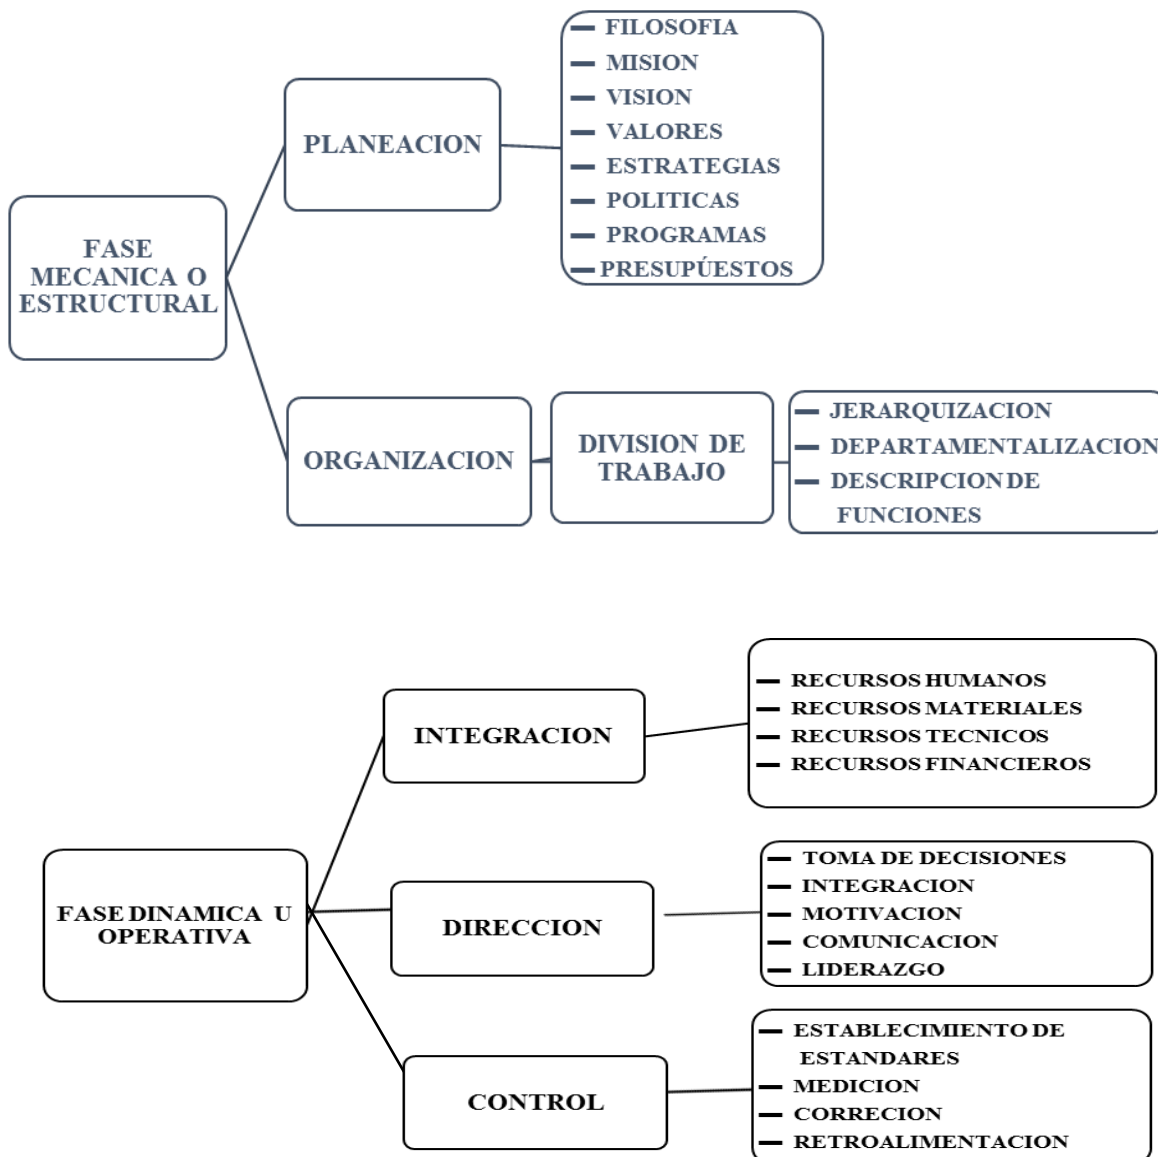 FASE
MECANICA O
ESTRUCTURAL
PLANEACION
— FILOSOFIA
— MISION
— VISION
— VALORES
— ESTRATEGIAS
— POLITICAS
— PROGRAMAS
— PRESUPÚESTOS
ORGANIZACION
DIVISION DE
TRABAJO
— JERARQUIZACION
— DEPARTAMENTALIZACION
— DESCRIPCION DE
FUNCIONES
FASE DINAMICA U
OPERATIVA
INTEGRACION
— RECURSOS HUMANOS
— RECURSOS MATERIALES
— RECURSOS TECNICOS
— RECURSOS FINANCIEROS
DIRECCION
— TOMA DE DECISIONES
— INTEGRACION
— MOTIVACION
— COMUNICACION
— LIDERAZGO
CONTROL
— ESTABLECIMIENTO DE
ESTANDARES
— MEDICION
— CORRECION
— RETROALIMENTACION